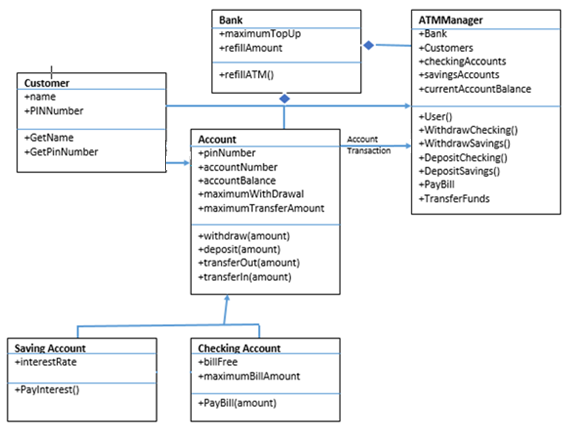 Bank
+maximumTopUp
+refillAmount
+refillATM()
ATMManager
+Bank
+Customers
+checkingAccounts
+savingsAccounts
+currentAccountBalance
+User()
+WithdrawChecking()
+WithdrawSavings()
+DepositChecking()
+DepositSavings()
+PayBill
+TransferFunds
Customer
+name
+PINNumber
+GetName
+GetPinNumber
Account
+pinNumber
+accountNumber
+accountBalance
+maximumWithDrawal
+maximumTransferAmount
+withdraw(amount)
+deposit(amount)
+transferOut(amount)
+transferIn(amount)
Account
Transaction
Saving Account
+interestRate
+PayInterest()
Checking Account
+billFree
+maximumBillAmount
+PayBill(amount)